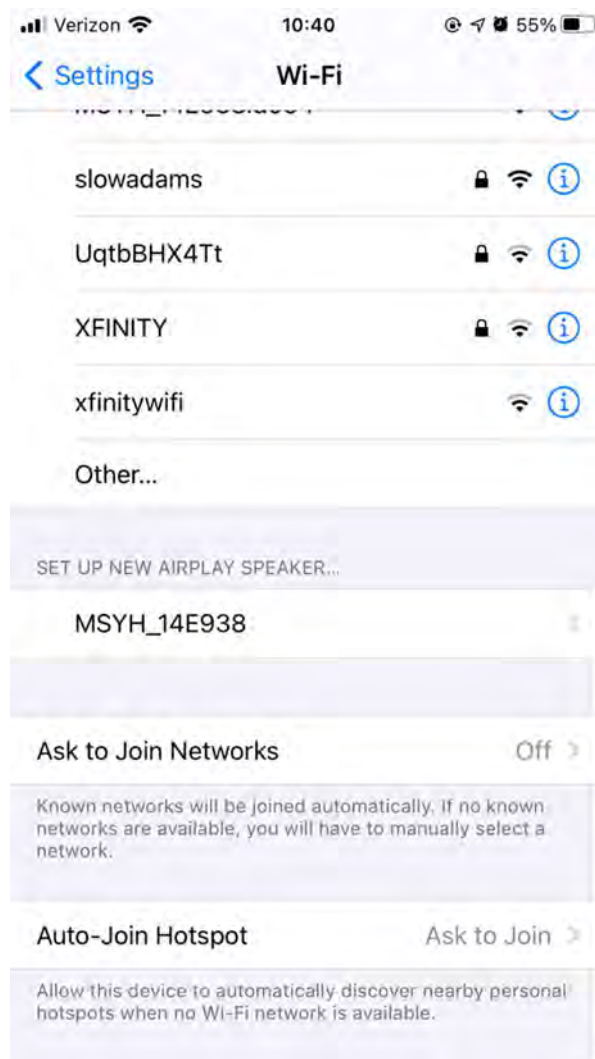 Verizon 10:40 55%
Settings Wi-Fi
slowadams
UqtbBHX4Tt
XFINITY
xfinitywifi
Other...
SET UP NEW AIRPLAY SPEAKER...
MSYH_14E938
Ask to Join Networks Off
Known networks will be joined automatically. If no known
networks are available, you will have to manually select a
network.
Auto-Join Hotspot Ask to Join
Allow this device to automatically discover nearby personal
hotspots when no Wi-Fi network is available.